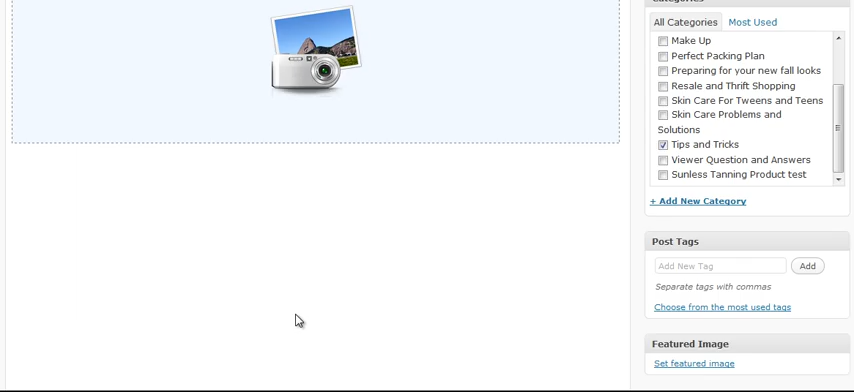 Categories
All Categories Most Used
Make Up
Perfect Packing Plan
Preparing for your new fall looks
Resale and Thrift Shopping
Skin Care For Tweens and Teens
Skin Care Problems and
Solutions
Tips and Tricks
Viewer Question and Answers
Sunless Tanning Product test
+ Add New Category
Post Tags
Add New Tag Add
Separate tags with commas
Choose from the most used tags
Featured Image
Set featured image